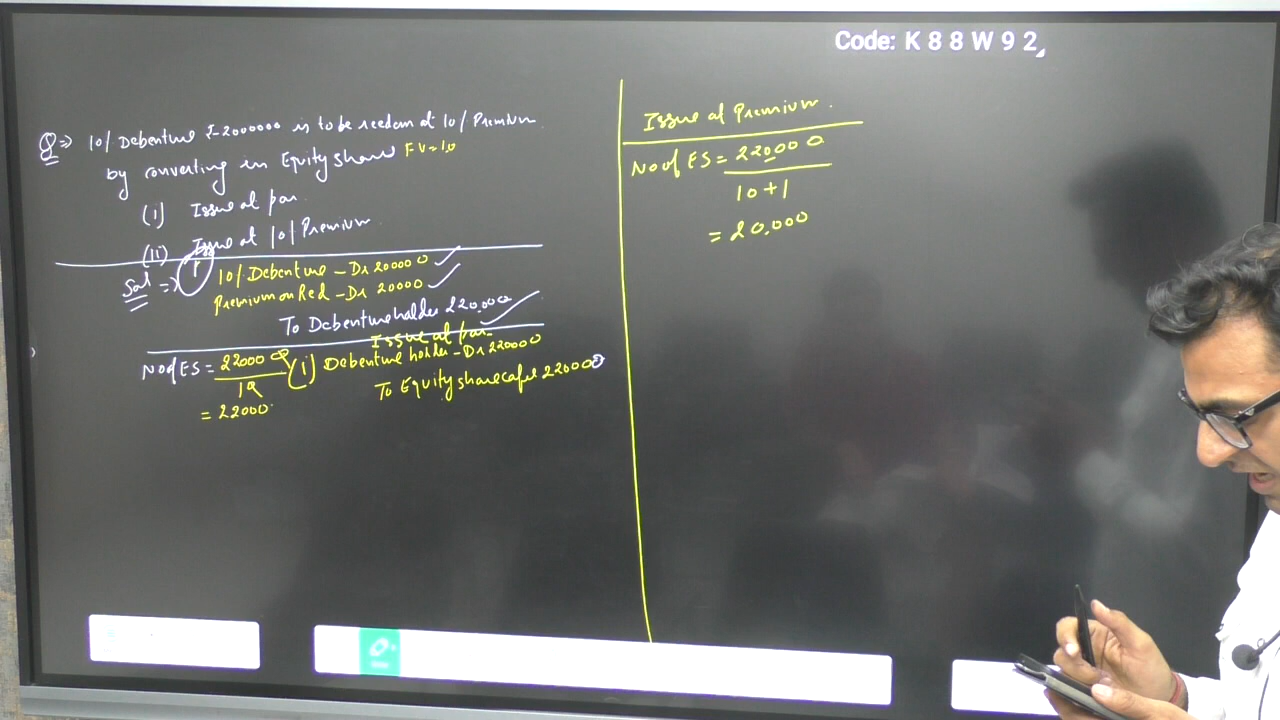 Code: K 8 8 W 9 2
Q⇒ 10/ Debenture ₹-2000000 is to be reedem at 10/ Premium
by converting in Equity share FV=10
(I) Issue at par
(II) Issue at 10/ Premium
Sol ⇒ 10/ Debenture - Dr 200000
Premium on Red - Dr 20000
To Debentureholder 220,000
Issue at par
No of ES = 220000 / 10 (I) Debenture holder - Dr 220000
To Equity share 220000
= 22000
Issue at Premium.
No of ES = 220000
10+1
= 20,000